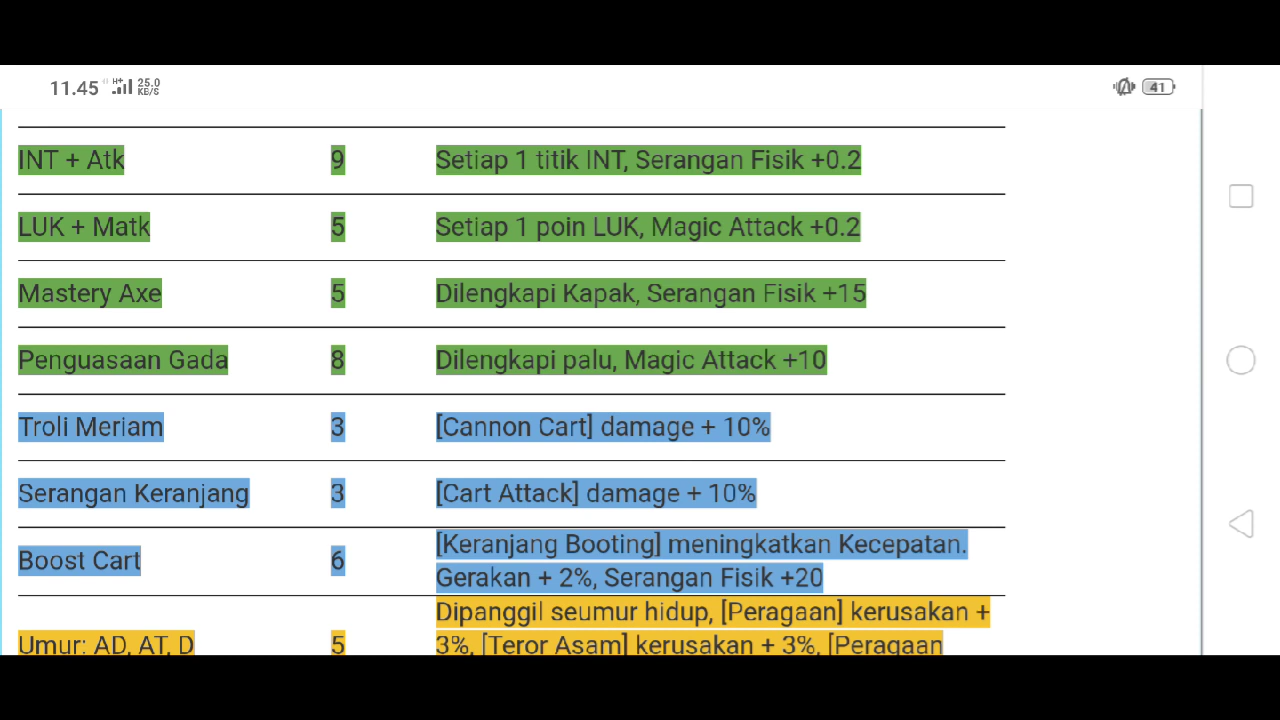 11.45 H+ 25.0 KB/S 41
INT + Atk 9 Setiap 1 titik INT, Serangan Fisik +0.2
LUK + Matk 5 Setiap 1 poin LUK, Magic Attack +0.2
Mastery Axe 5 Dilengkapi Kapak, Serangan Fisik +15
Penguasaan Gada 8 Dilengkapi palu, Magic Attack +10
Troli Meriam 3 [Cannon Cart] damage + 10%
Serangan Keranjang 3 [Cart Attack] damage + 10%
Boost Cart 6 [Keranjang Booting] meningkatkan Kecepatan.
Gerakan + 2%, Serangan Fisik +20
Dipanggil seumur hidup, [Peragaan] kerusakan +
Umur: AD, AT, D 5 3%, [Teror Asam] kerusakan + 3%, [Peragaan